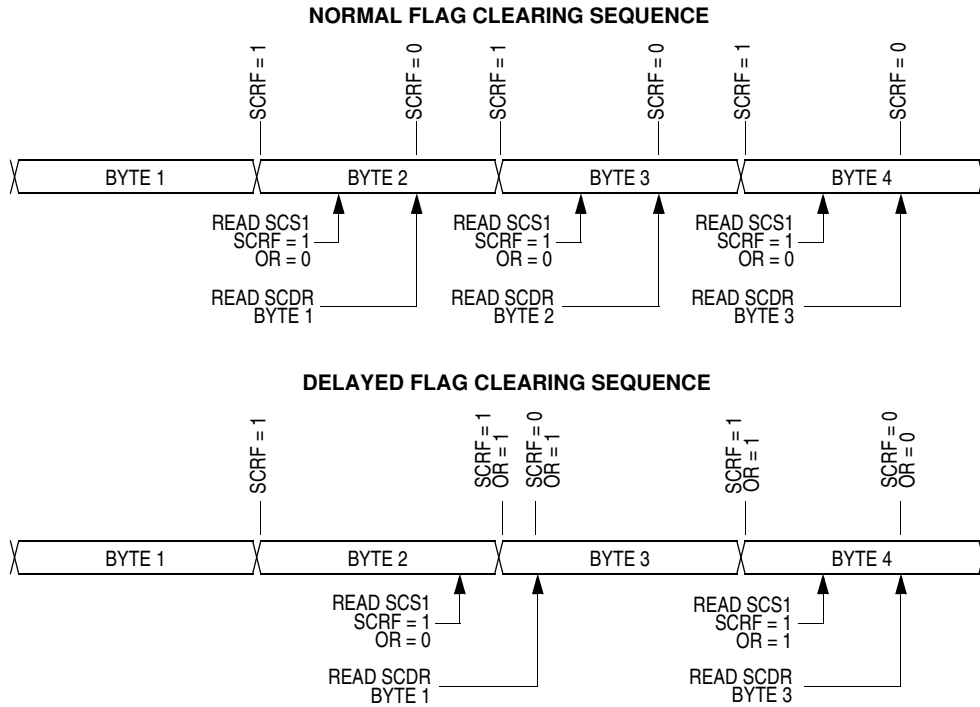 NORMAL FLAG CLEARING SEQUENCE
SCRF = 1
SCRF = 0
SCRF = 1
SCRF = 0
SCRF = 1
SCRF = 0
BYTE 1
BYTE 2
BYTE 3
BYTE 4
READ SCS1
SCRF = 1
OR = 0
READ SCS1
SCRF = 1
OR = 0
READ SCS1
SCRF = 1
OR = 0
READ SCDR
BYTE 1
READ SCDR
BYTE 2
READ SCDR
BYTE 3
DELAYED FLAG CLEARING SEQUENCE
SCRF = 1
SCRF = 1
OR = 1
SCRF = 0
OR = 1
SCRF = 1
OR = 1
SCRF = 0
OR = 0
BYTE 1
BYTE 2
BYTE 3
BYTE 4
READ SCS1
SCRF = 1
OR = 0
READ SCS1
SCRF = 1
OR = 1
READ SCDR
BYTE 1
READ SCDR
BYTE 3